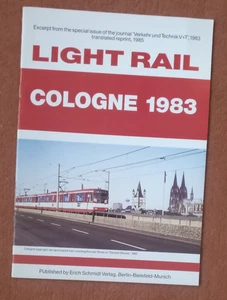 Excerpt from the special issue of the journal "Verkehr und Technik V+T", 1983
translated reprint, 1985
LIGHT RAIL
COLOGNE 1983
Published by Erich Schmidt Verlag, Berlin-Bielefeld-Munich